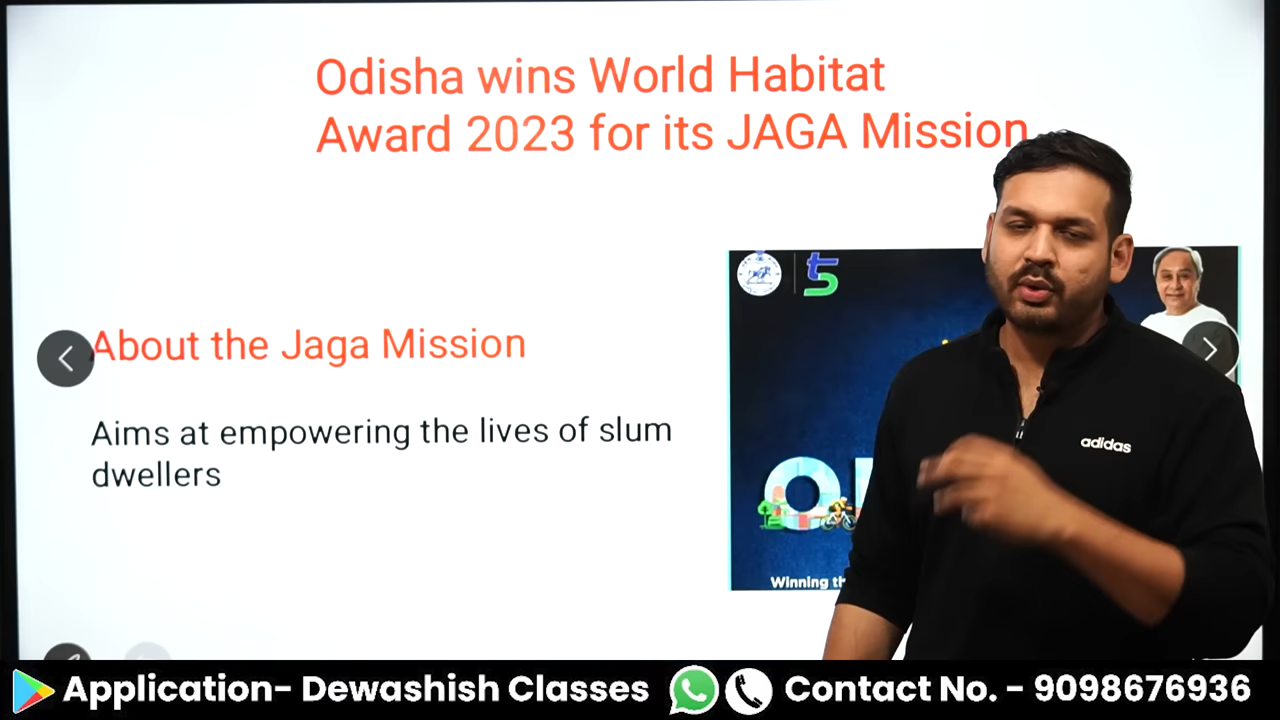 Odisha wins World Habitat
Award 2023 for its JAGA Mission
About the Jaga Mission
Aims at empowering the lives of slum
dwellers
Winning
adidas
Application- Dewashish Classes
Contact No. - 9098676936